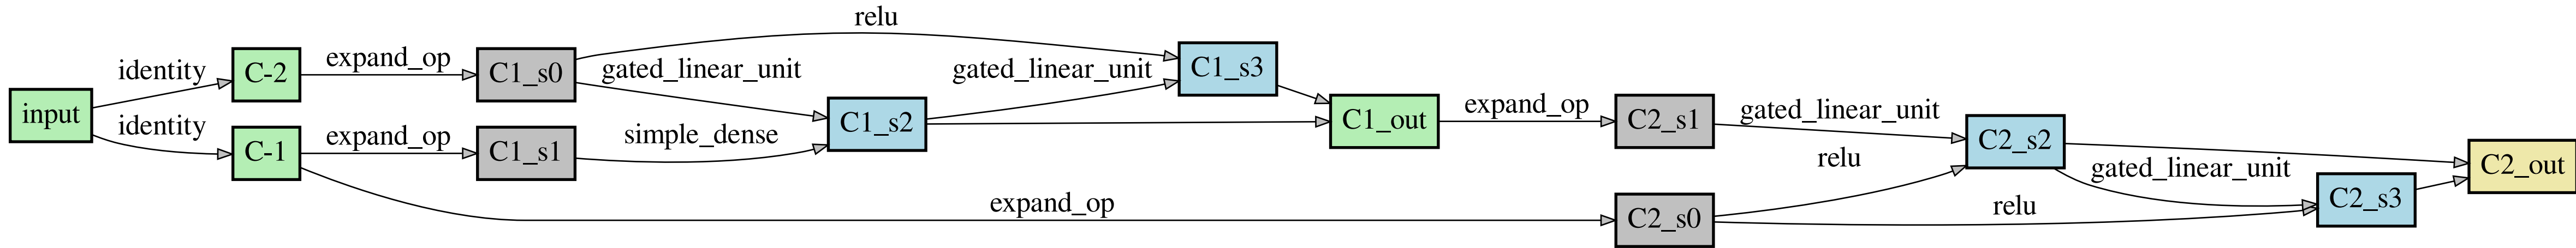 input
identity
identity
C-2
C-1
expand_op
expand_op
C1_s0
C1_s1
relu
gated_linear_unit
simple_dense
C1_s2
gated_linear_unit
C1_s3
C1_out
expand_op
expand_op
C2_s1
C2_s0
gated_linear_unit
relu
relu
C2_s2
gated_linear_unit
C2_s3
C2_out